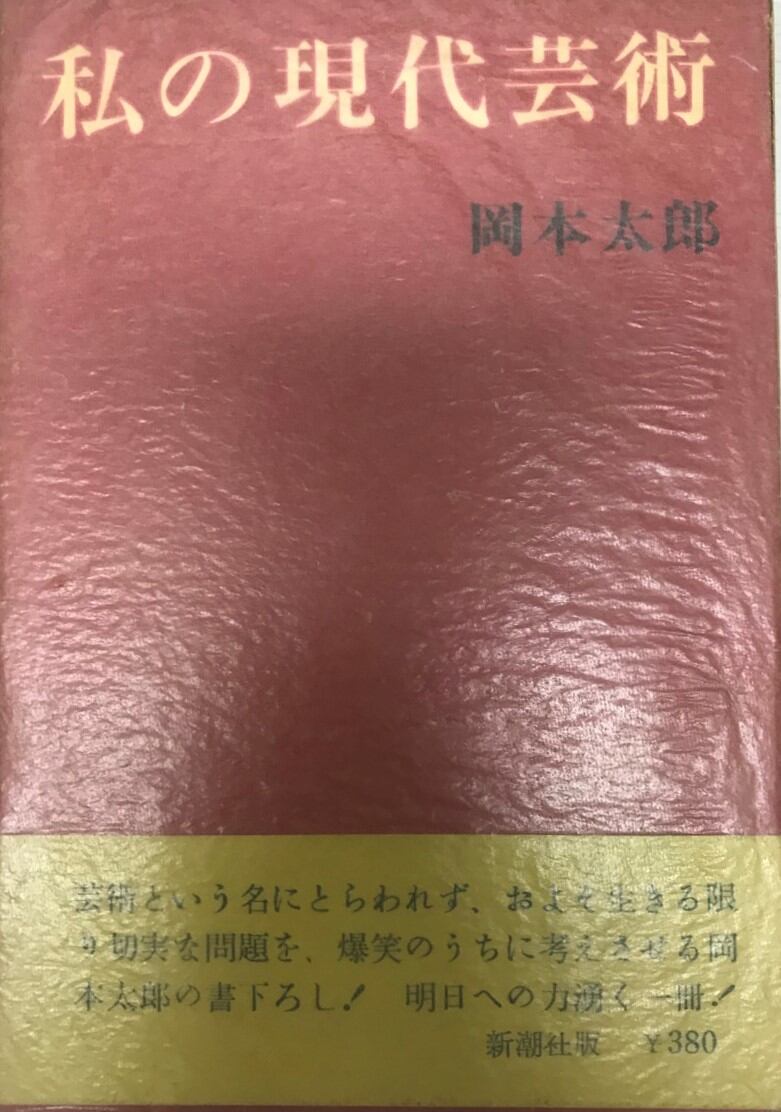 私の現代芸術
岡本太郎
芸術という名にとらわれず、およそ生きる限
り切実な問題を、爆笑のうちに考えさせる岡
本太郎の書下ろし！ 明日への力湧く一冊！
新潮社版 ￥380